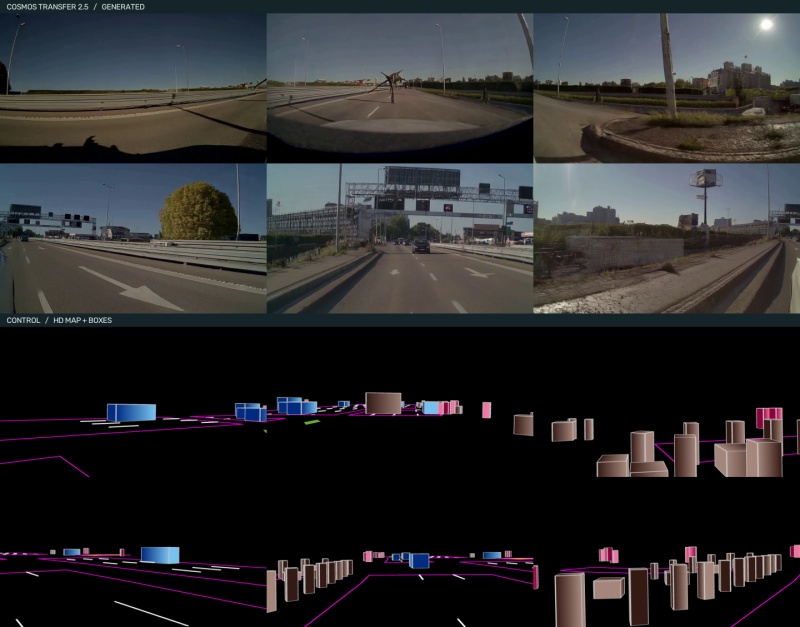 COSMOS TRANSFER 2.5 / GENERATED
CONTROL / HD MAP + BOXES